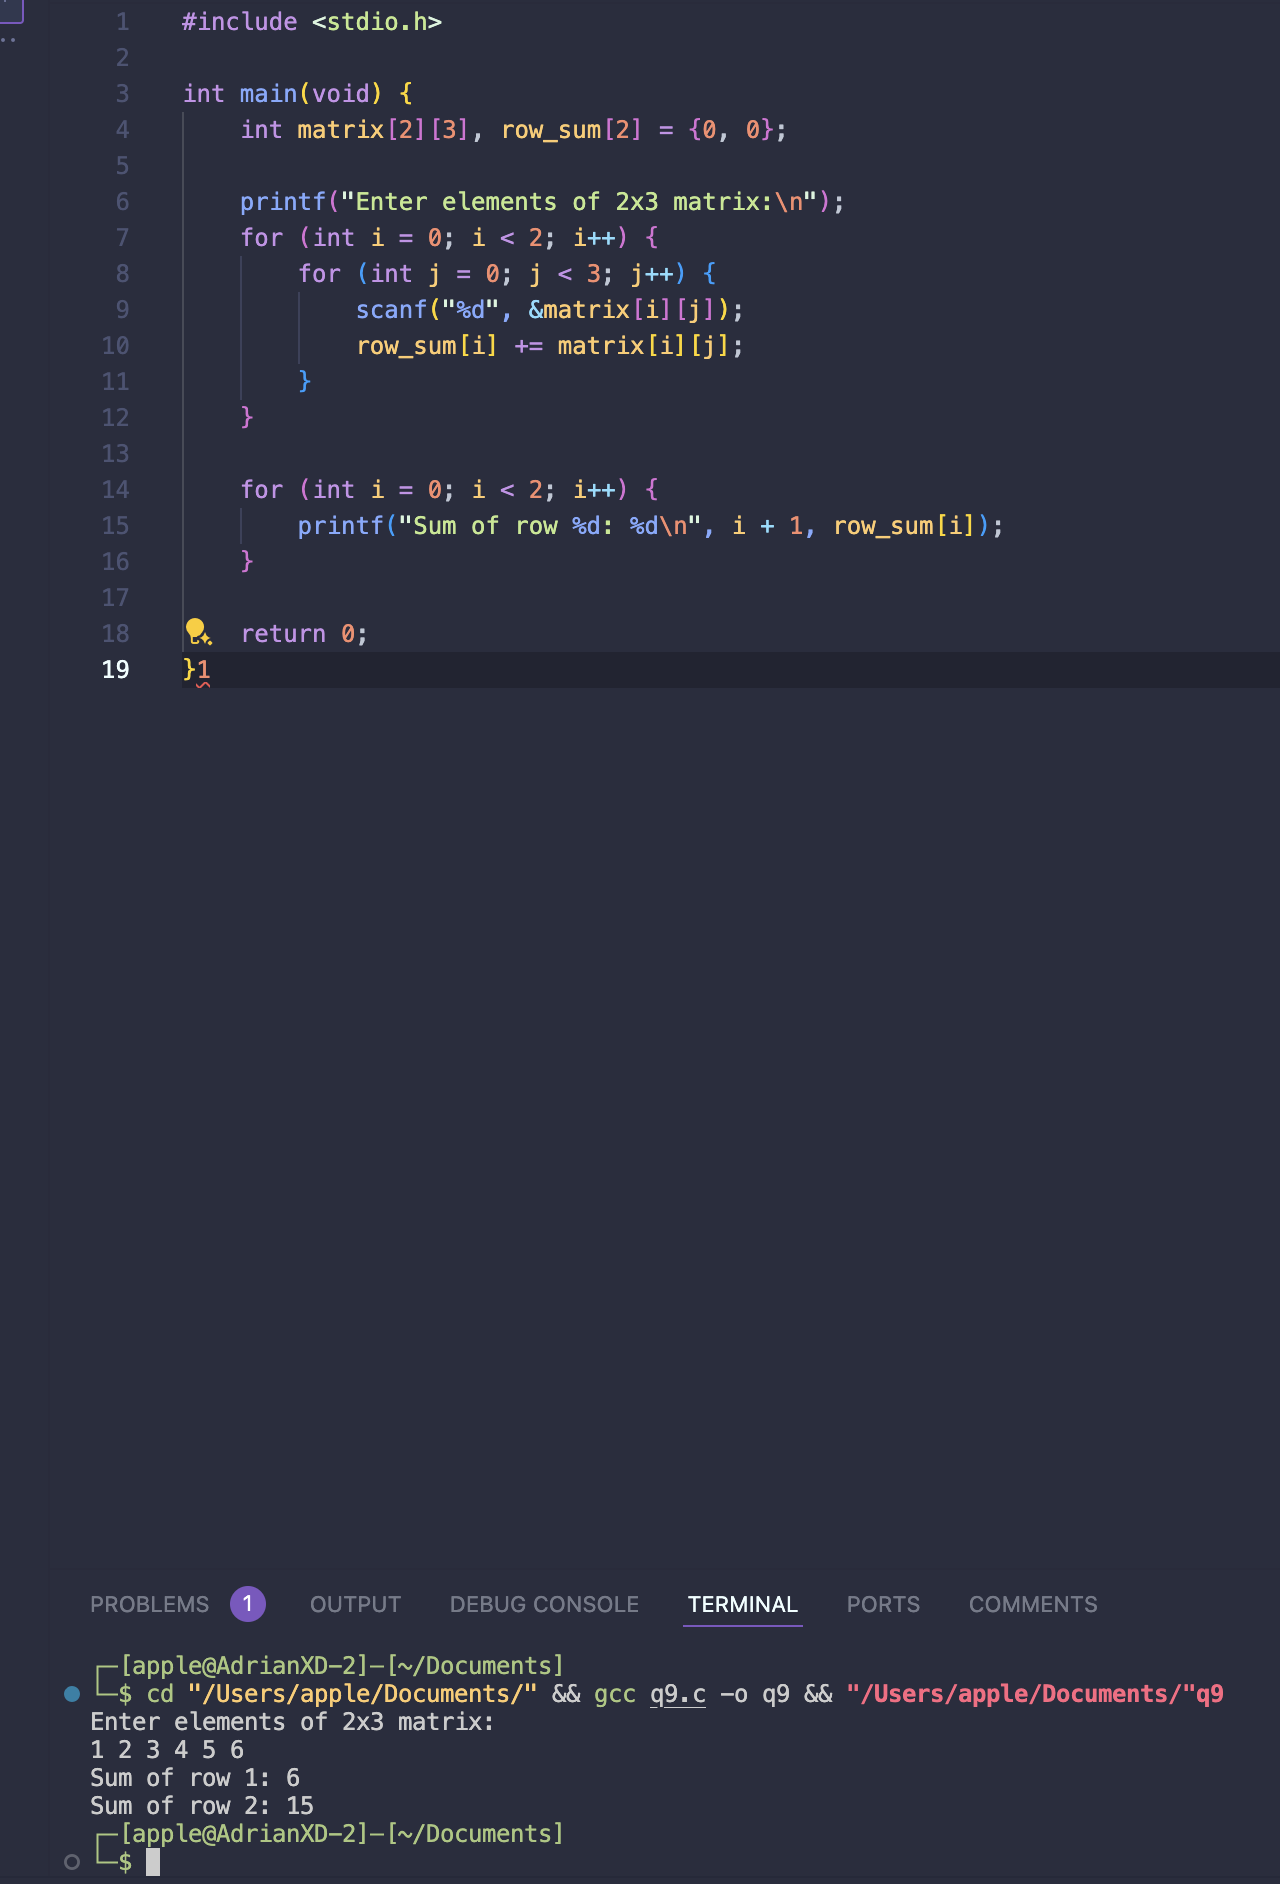 1 #include <stdio.h>
2
3 int main(void) {
4     int matrix[2][3], row_sum[2] = {0, 0};
5
6     printf("Enter elements of 2x3 matrix:\n");
7     for (int i = 0; i < 2; i++) {
8         for (int j = 0; j < 3; j++) {
9             scanf("%d", &matrix[i][j]);
10             row_sum[i] += matrix[i][j];
11         }
12     }
13
14     for (int i = 0; i < 2; i++) {
15         printf("Sum of row %d: %d\n", i + 1, row_sum[i]);
16     }
17
18     return 0;
19 }1
PROBLEMS 1 OUTPUT DEBUG CONSOLE TERMINAL PORTS COMMENTS
┌─[apple@AdrianXD-2]—[~/Documents]
└─$ cd "/Users/apple/Documents/" && gcc q9.c -o q9 && "/Users/apple/Documents/"q9
Enter elements of 2x3 matrix:
1 2 3 4 5 6
Sum of row 1: 6
Sum of row 2: 15
┌─[apple@AdrianXD-2]—[~/Documents]
└─$